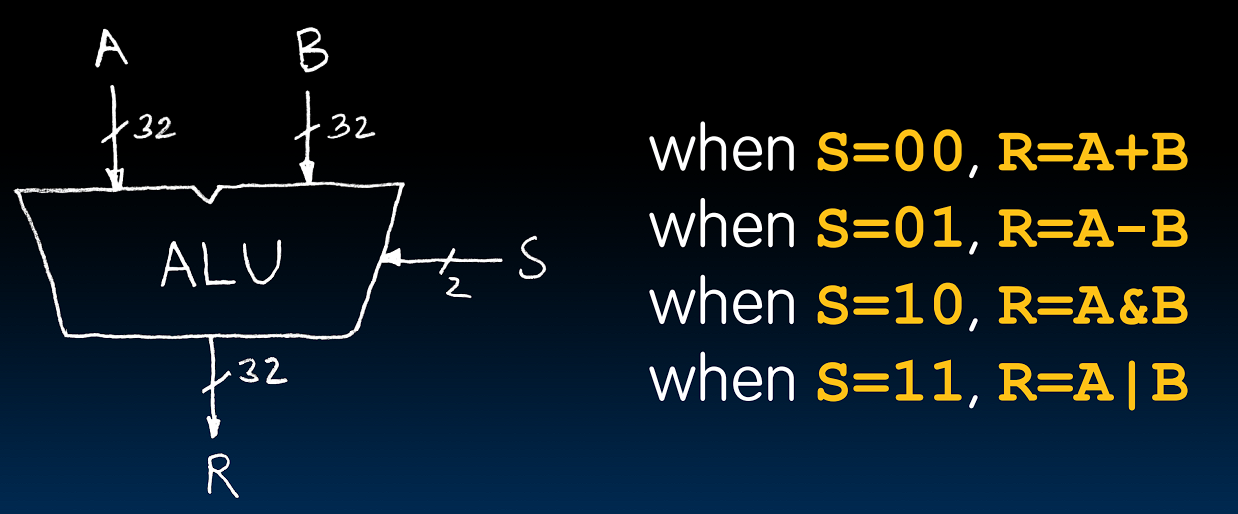 A
B
32
32
ALU
S
2
32
R
when S=00, R=A+B
when S=01, R=A-B
when S=10, R=A&B
when S=11, R=A|B